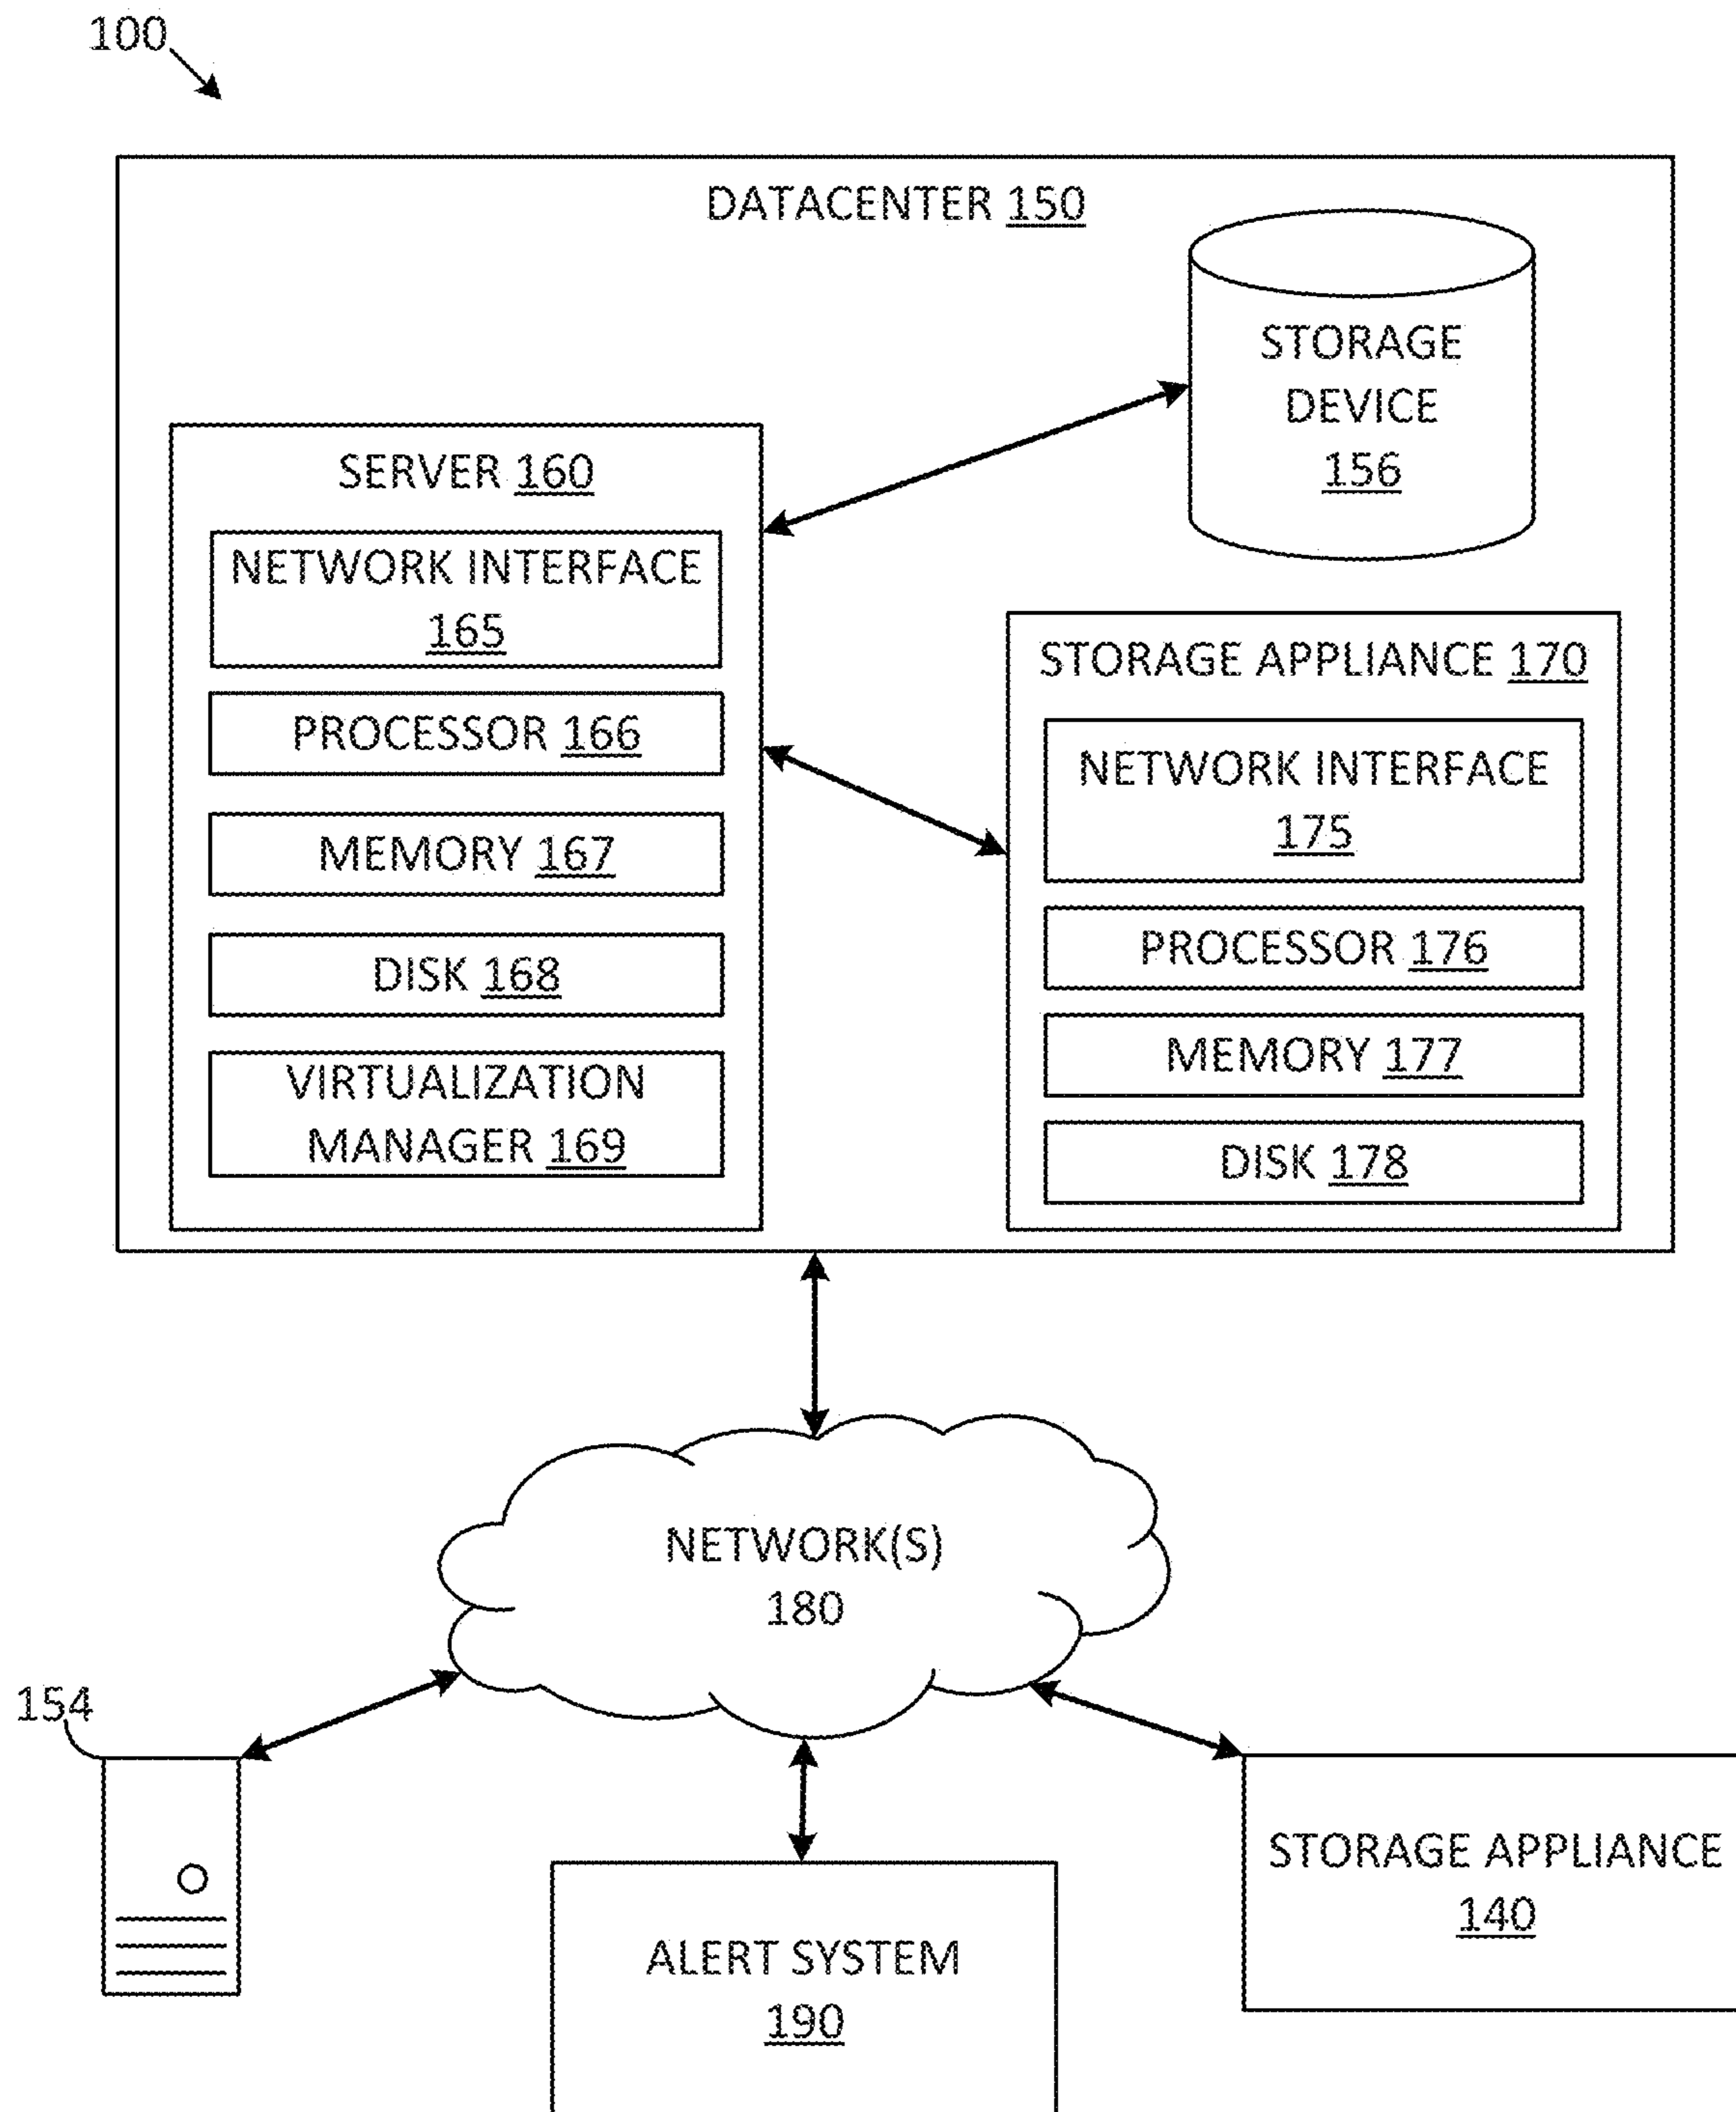 100
DATACENTER 150
STORAGE
DEVICE
156
SERVER 160
NETWORK INTERFACE
165
PROCESSOR 166
MEMORY 167
DISK 168
VIRTUALIZATION
MANAGER 169
STORAGE APPLIANCE 170
NETWORK INTERFACE
175
PROCESSOR 176
MEMORY 177
DISK 178
NETWORK(S)
180
154
ALERT SYSTEM
190
STORAGE APPLIANCE
140